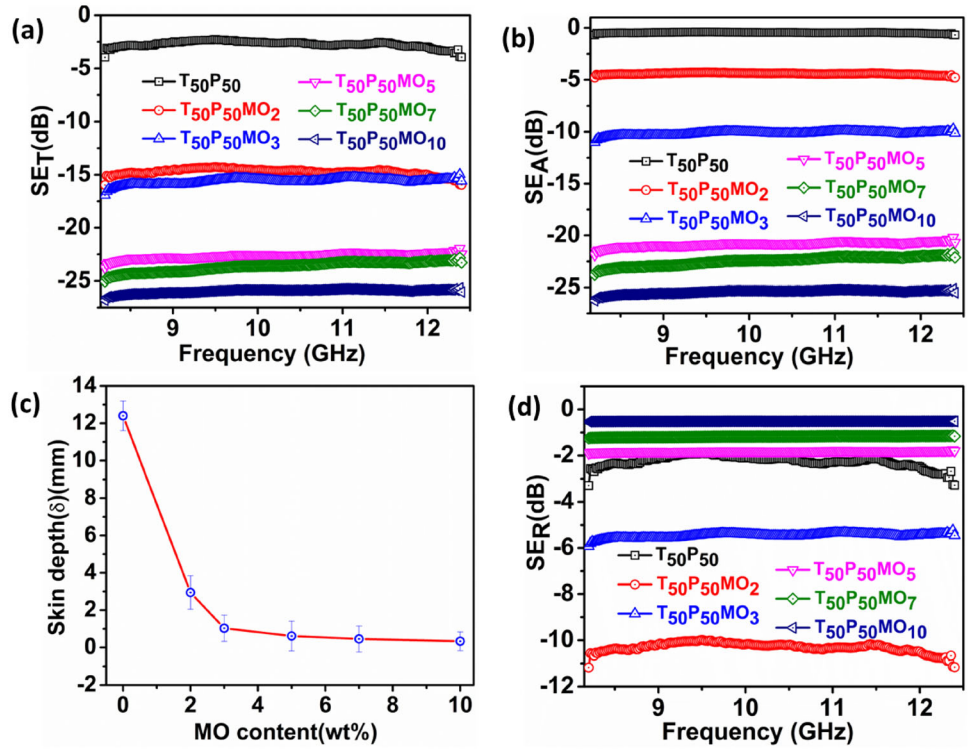 (a)
0
-5
-10
-15
-20
-25
SET(dB)
T50P50
T50P50MO2
T50P50MO3
T50P50MO5
T50P50MO7
T50P50MO10
9 10 11 12
Frequency (GHz)
(b)
0
-5
-10
-15
-20
-25
SEA(dB)
T50P50
T50P50MO2
T50P50MO3
T50P50MO5
T50P50MO7
T50P50MO10
9 10 11 12
Frequency (GHz)
(c)
14
12
10
8
6
4
2
0
-2
Skin depth(δ)(mm)
0 2 4 6 8 10
MO content(wt%)
(d)
0
-2
-4
-6
-8
-10
-12
SER(dB)
T50P50
T50P50MO2
T50P50MO3
T50P50MO5
T50P50MO7
T50P50MO10
9 10 11 12
Frequency (GHz)